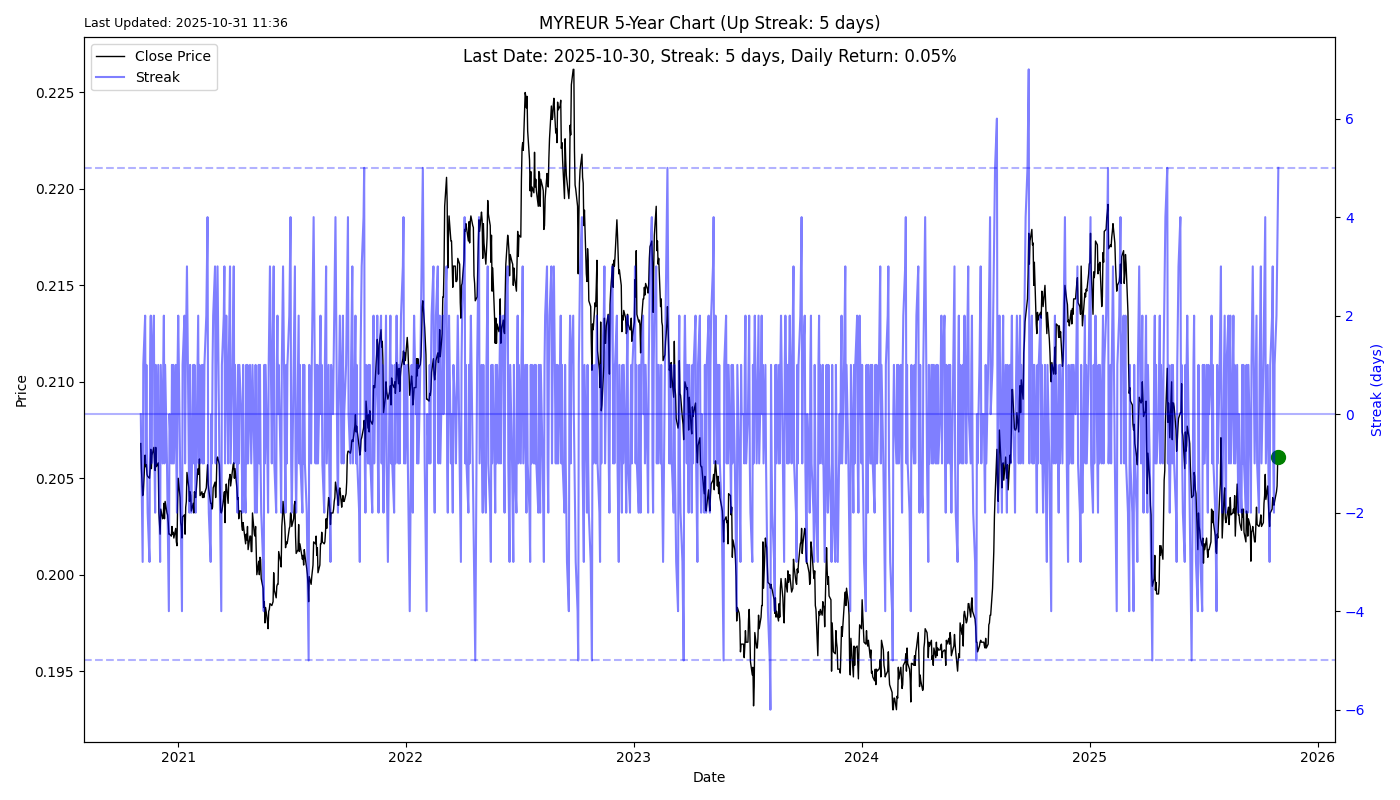 Last Updated: 2025-10-31 11:36
MYREUR 5-Year Chart (Up Streak: 5 days)
Last Date: 2025-10-30, Streak: 5 days, Daily Return: 0.05%
Close Price
Streak
0.225
0.220
0.215
0.210
0.205
0.200
0.195
Price
6
4
2
0
−2
−4
−6
Streak (days)
2021
2022
2023
2024
2025
2026
Date